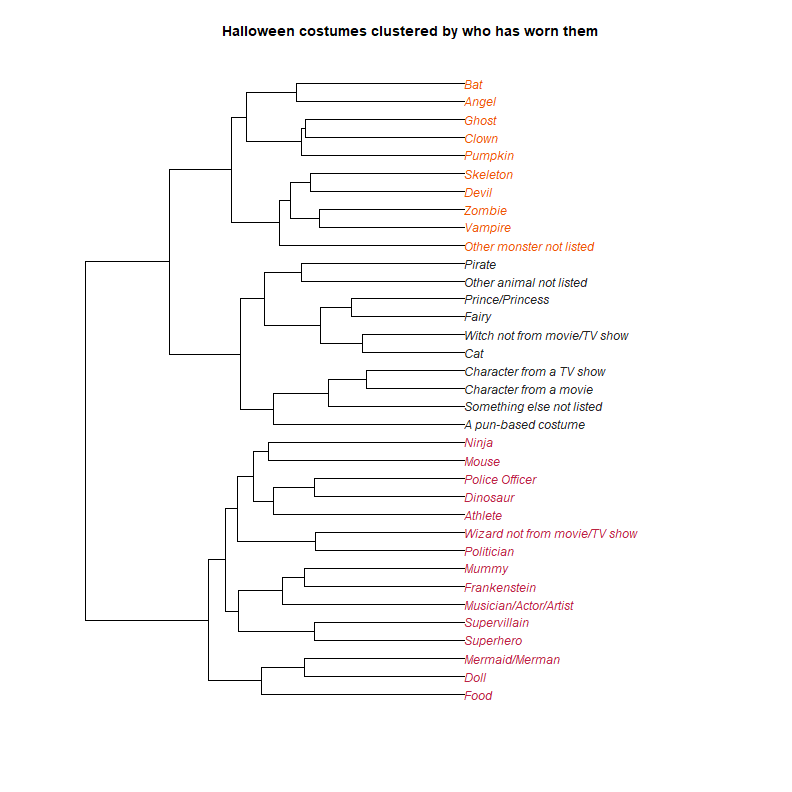 Halloween costumes clustered by who has worn them
Bat
Angel
Ghost
Clown
Pumpkin
Skeleton
Devil
Zombie
Vampire
Other monster not listed
Pirate
Other animal not listed
Prince/Princess
Fairy
Witch not from movie/TV show
Cat
Character from a TV show
Character from a movie
Something else not listed
A pun-based costume
Ninja
Mouse
Police Officer
Dinosaur
Athlete
Wizard not from movie/TV show
Politician
Mummy
Frankenstein
Musician/Actor/Artist
Supervillain
Superhero
Mermaid/Merman
Doll
Food